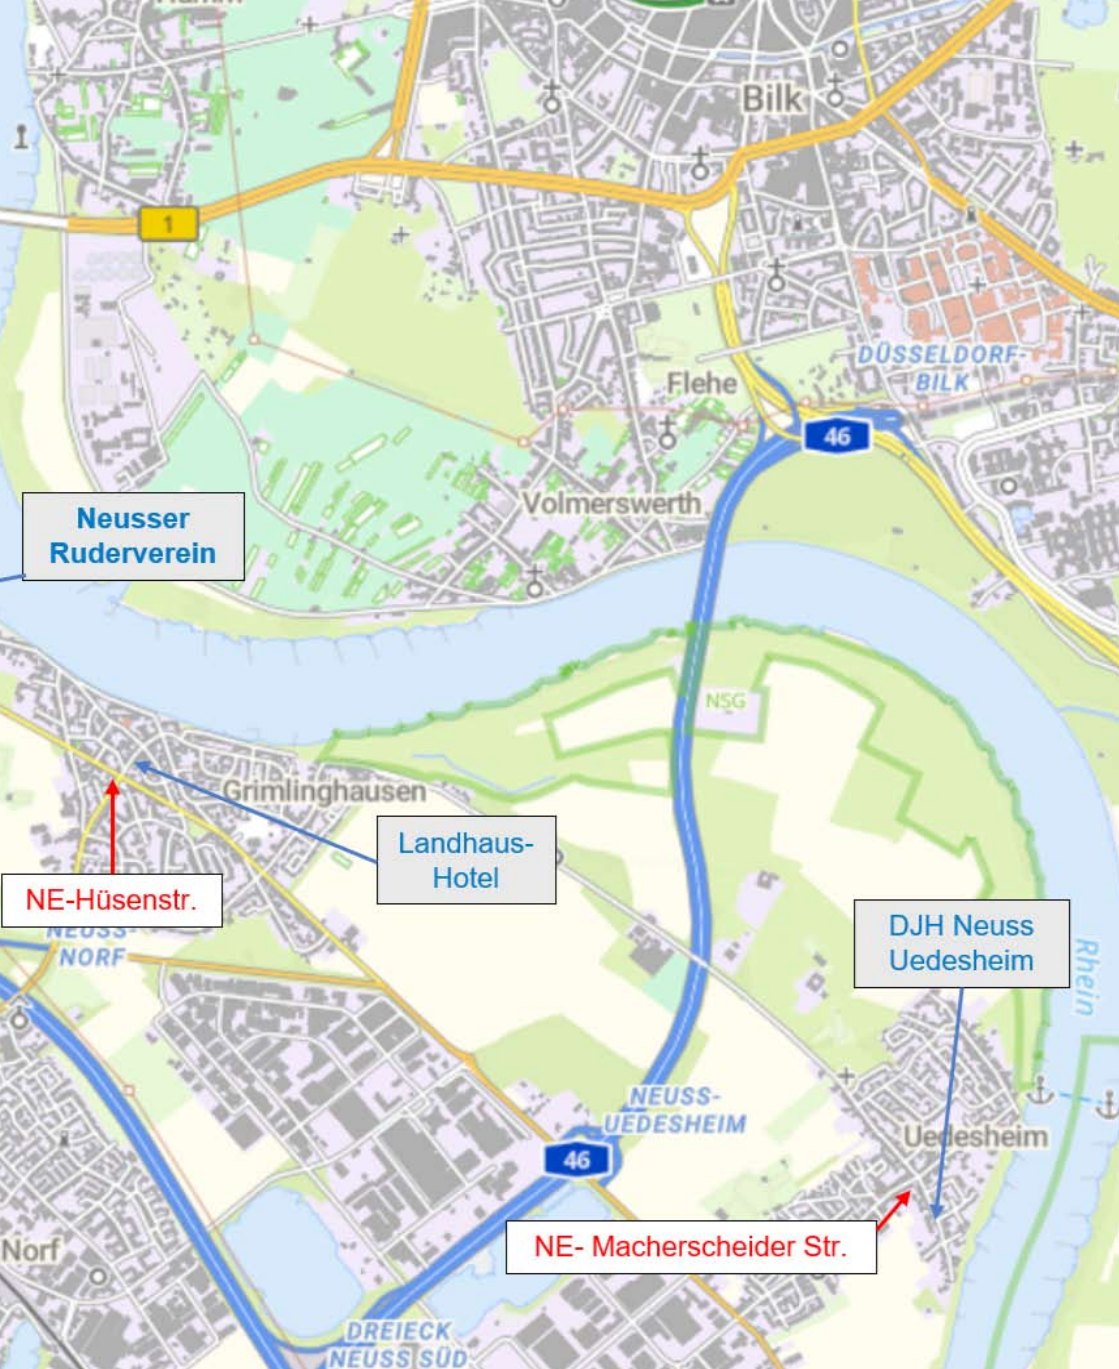 Hamm
Bilk
1
DÜSSELDORF-
BILK
Flehe
46
Neusser
Ruderverein
Volmerswerth
NSG
Grimlinghausen
Landhaus-
Hotel
NE-Hüsenstr.
NEUSS-
NORF
DJH Neuss
Uedesheim
Rhein
NEUSS-
UEDESHEIM
Uedesheim
46
NE- Macherscheider Str.
Norf
DREIECK
NEUSS SÜD